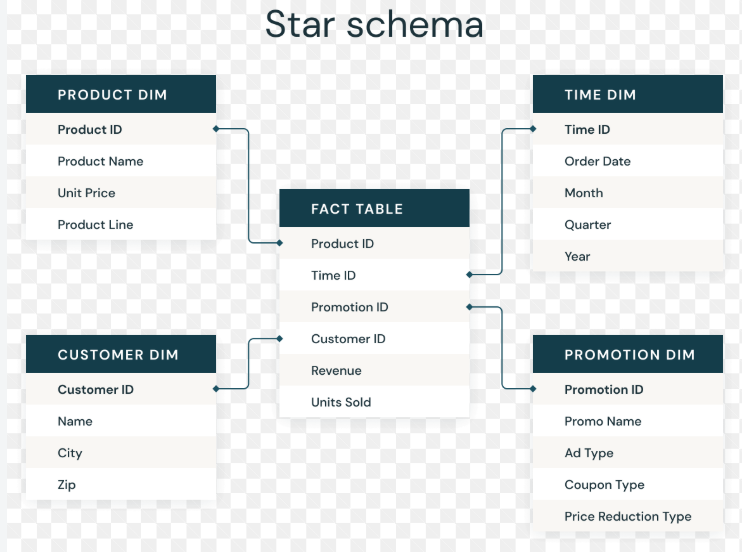 Star schema
PRODUCT DIM
Product ID
Product Name
Unit Price
Product Line
TIME DIM
Time ID
Order Date
Month
Quarter
Year
FACT TABLE
Product ID
Time ID
Promotion ID
Customer ID
Revenue
Units Sold
CUSTOMER DIM
Customer ID
Name
City
Zip
PROMOTION DIM
Promotion ID
Promo Name
Ad Type
Coupon Type
Price Reduction Type